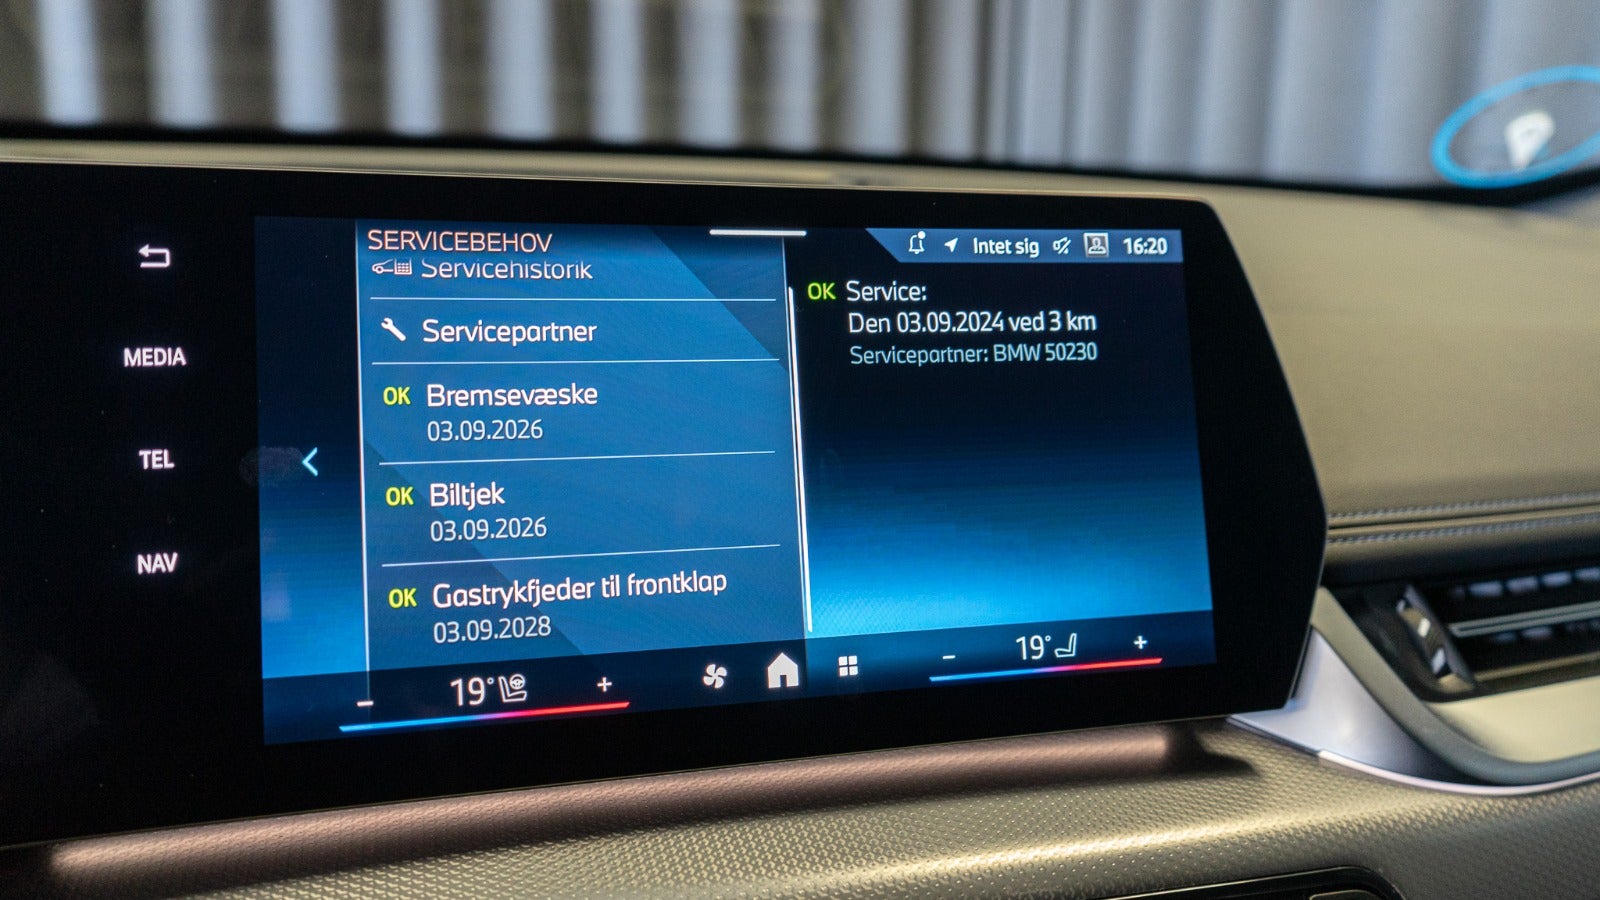 MEDIA
TEL
NAV
SERVICEBEHOV
Servicehistorik
Servicepartner
OK Bremsevæske
03.09.2026
OK Biltjek
03.09.2026
OK Gastrykfjeder til frontklap
03.09.2028
Intet sig 16:20
OK Service:
Den 03.09.2024 ved 3 km
Servicepartner: BMW 50230
- 19° +
- 19° +